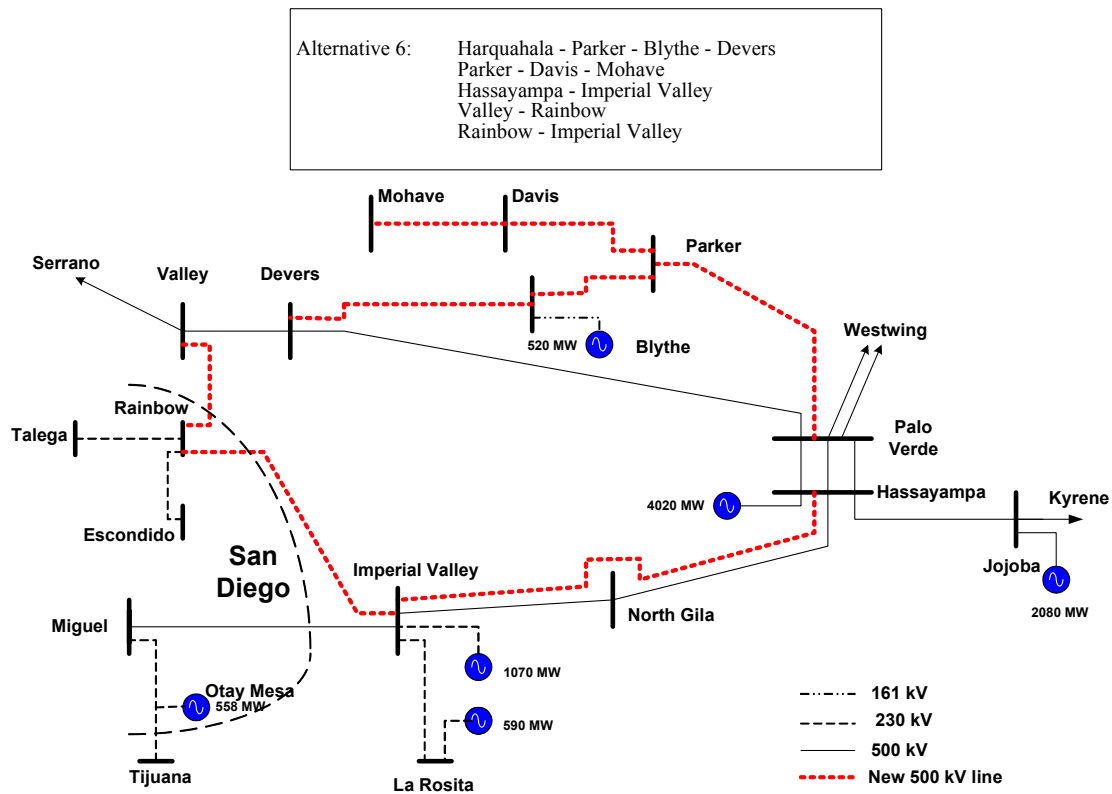 Alternative 6: Harquahala - Parker - Blythe - Devers
Parker - Davis - Mohave
Hassayampa - Imperial Valley
Valley - Rainbow
Rainbow - Imperial Valley
Mohave
Davis
Parker
Serrano
Valley
Devers
Westwing
520 MW
Blythe
Rainbow
Talega
Palo
Verde
Escondido
4020 MW
Hassayampa
Kyrene
San
Diego
Imperial Valley
Jojoba
North Gila
2080 MW
Miguel
1070 MW
Otay Mesa
558 MW
590 MW
Tijuana
La Rosita
161 kV
230 kV
500 kV
New 500 kV line